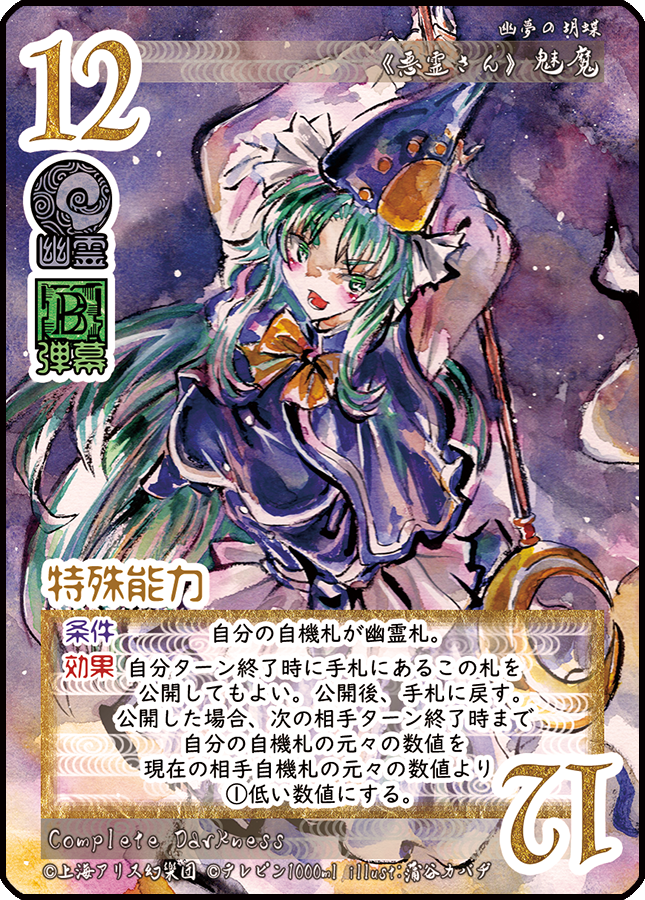 12
幽夢の胡蝶
《悪霊さん》 魅魔
幽霊
B
弾幕
特殊能力
条件 自分の自機札が幽霊札。
効果 自分ターン終了時に手札にあるこの札を
公開してもよい。公開後、手札に戻す。
公開した場合、次の相手ターン終了時まで
自分の自機札の元々の数値を
現在の相手自機札の元々の数値より
①低い数値にする。
12
Complete Darkness
©上海アリス幻樂団 ©テレピン1000ml illust:蒲谷カバヂ